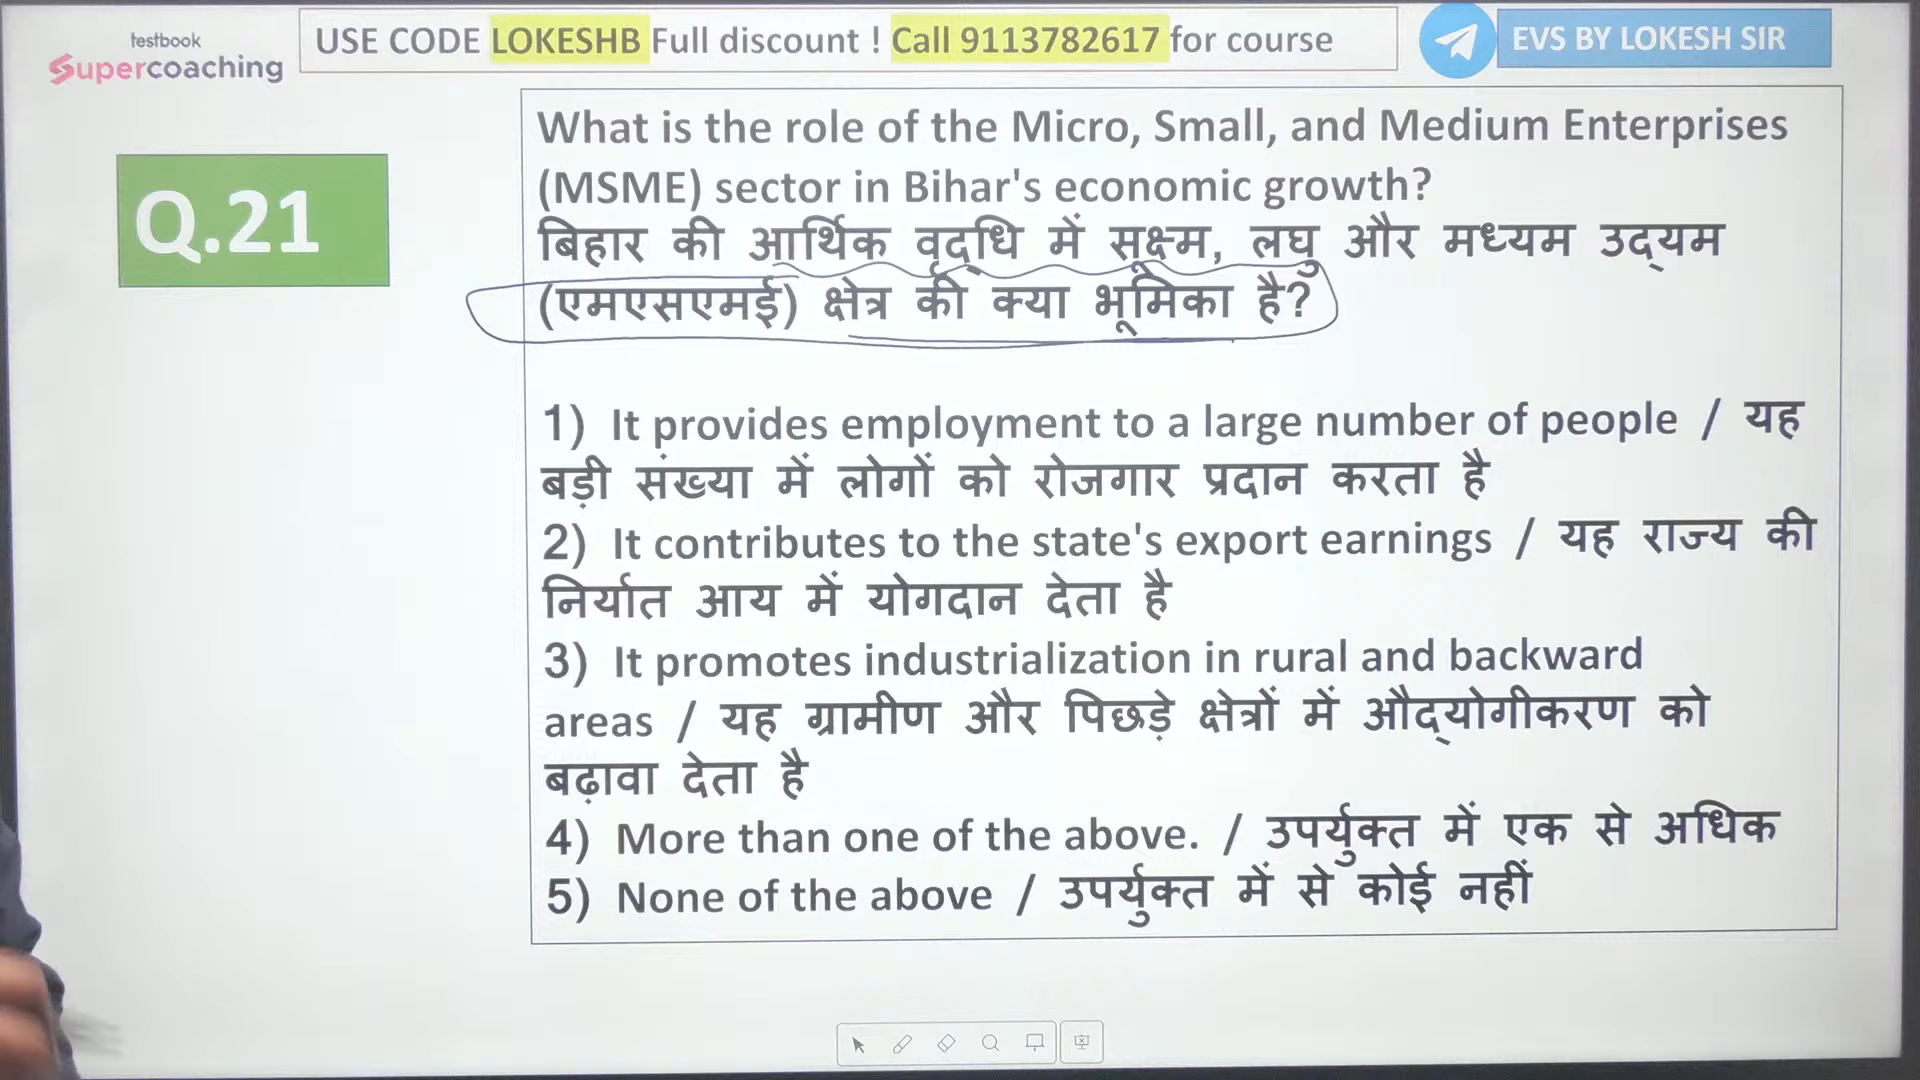 testbook
Supercoaching
USE CODE LOKESHB Full discount ! Call 9113782617 for course
EVS BY LOKESH SIR
Q.21
What is the role of the Micro, Small, and Medium Enterprises
(MSME) sector in Bihar's economic growth?
बिहार की आर्थिक वृद्धि में सूक्ष्म, लघु और मध्यम उद्यम
(एमएसएमई) क्षेत्र की क्या भूमिका है?
1) It provides employment to a large number of people / यह
बड़ी संख्या में लोगों को रोजगार प्रदान करता है
2) It contributes to the state's export earnings / यह राज्य की
निर्यात आय में योगदान देता है
3) It promotes industrialization in rural and backward
areas / यह ग्रामीण और पिछड़े क्षेत्रों में औद्योगीकरण को
बढ़ावा देता है
4) More than one of the above. / उपर्युक्त में एक से अधिक
5) None of the above / उपर्युक्त में से कोई नहीं